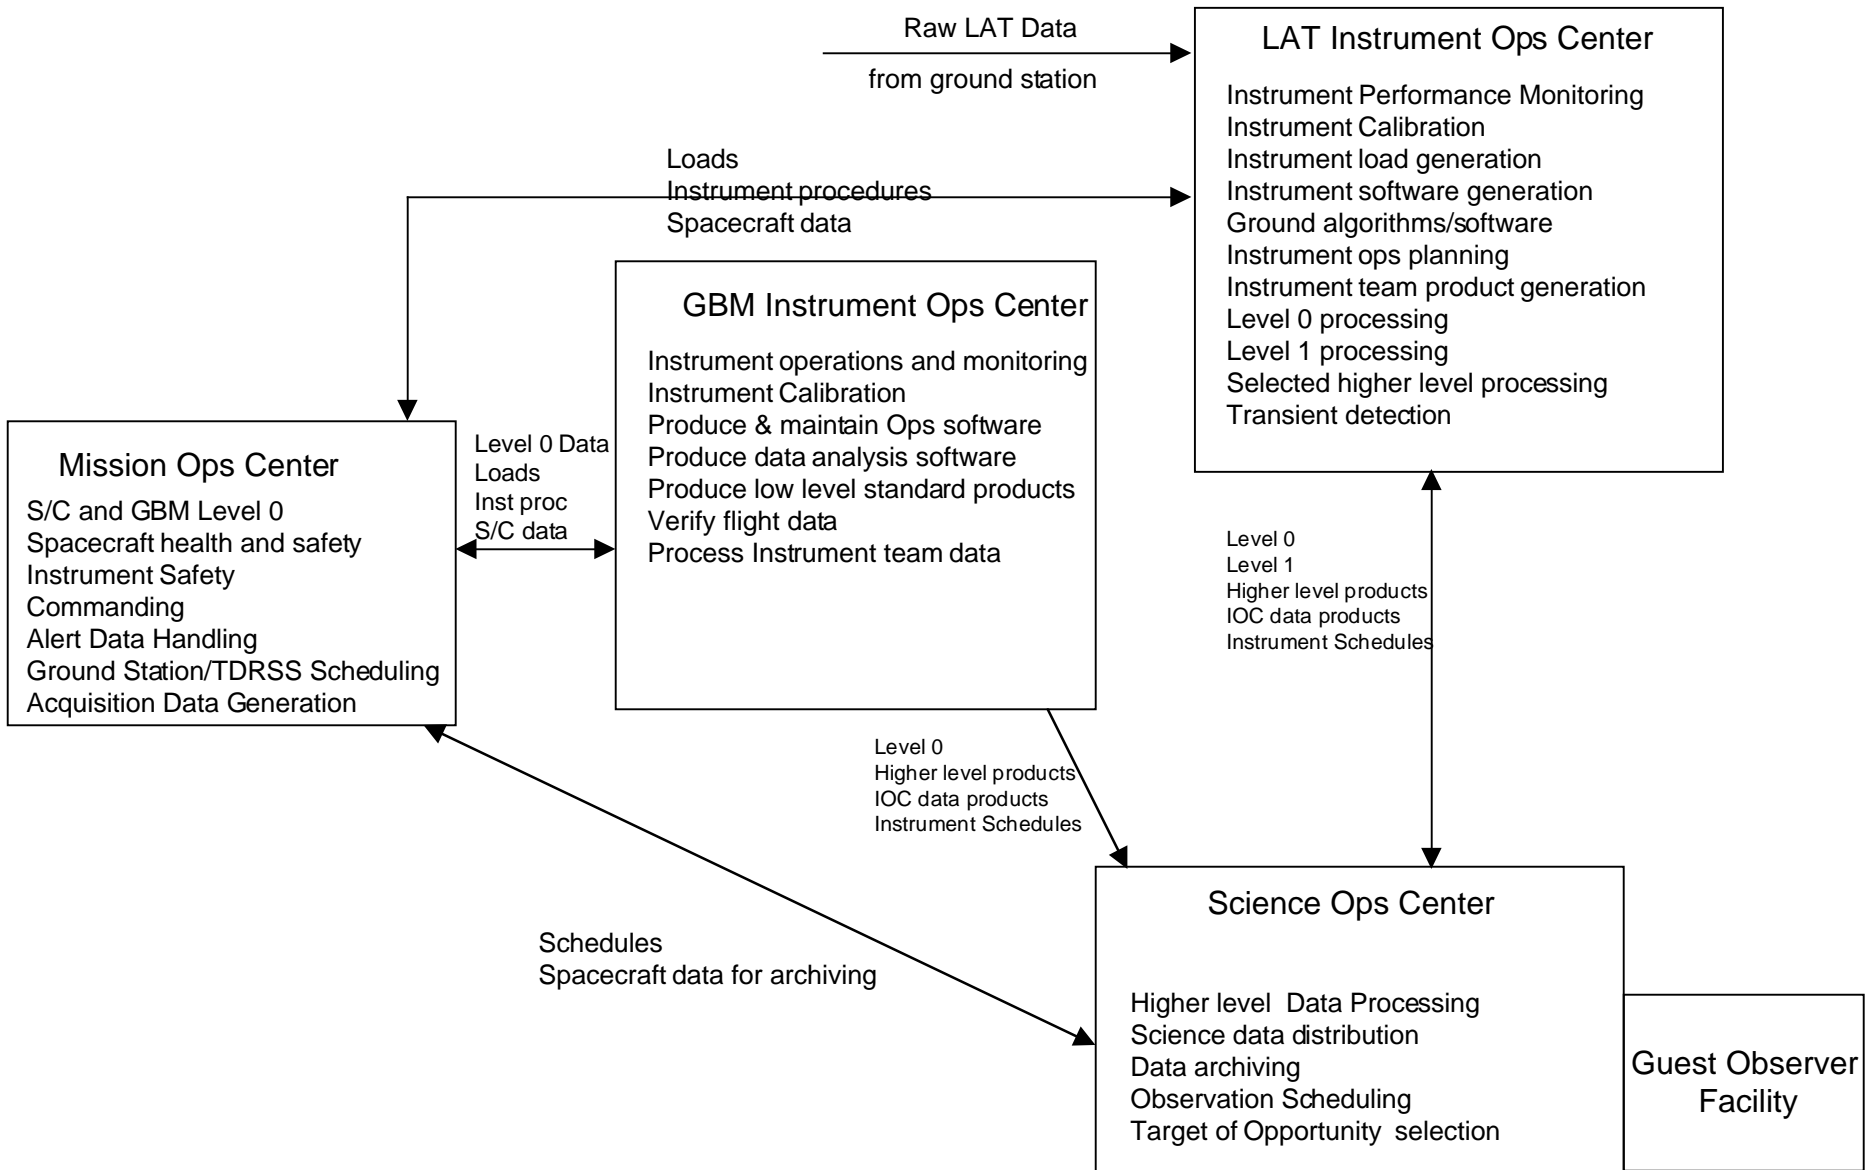 Raw LAT Data
from ground station
LAT Instrument Ops Center
Instrument Performance Monitoring
Instrument Calibration
Instrument load generation
Instrument software generation
Ground algorithms/software
Instrument ops planning
Instrument team product generation
Level 0 processing
Level 1 processing
Selected higher level processing
Transient detection
Loads
Instrument procedures
Spacecraft data
GBM Instrument Ops Center
Instrument operations and monitoring
Instrument Calibration
Produce & maintain Ops software
Produce data analysis software
Produce low level standard products
Verify flight data
Process Instrument team data
Mission Ops Center
S/C and GBM Level 0
Spacecraft health and safety
Instrument Safety
Commanding
Alert Data Handling
Ground Station/TDRSS Scheduling
Acquisition Data Generation
Level 0 Data
Loads
Inst proc
S/C data
Level 0
Level 1
Higher level products
IOC data products
Instrument Schedules
Level 0
Higher level products
IOC data products
Instrument Schedules
Schedules
Spacecraft data for archiving
Science Ops Center
Higher level Data Processing
Science data distribution
Data archiving
Observation Scheduling
Target of Opportunity selection
Guest Observer
Facility